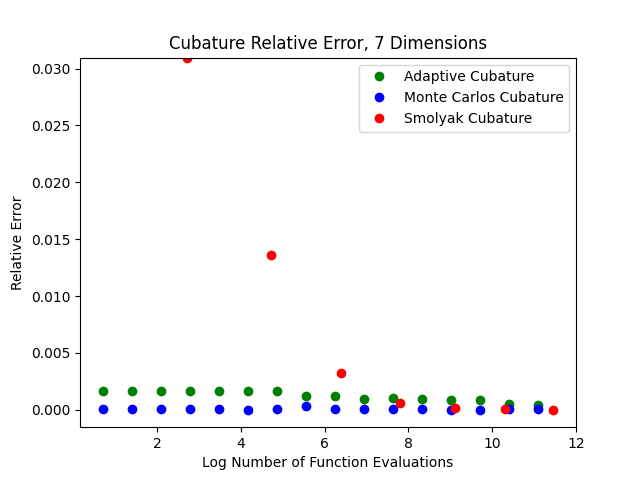 Cubature Relative Error, 7 Dimensions
Adaptive Cubature
Monte Carlos Cubature
Smolyak Cubature
Relative Error
0.030
0.025
0.020
0.015
0.010
0.005
0.000
2 4 6 8 10 12
Log Number of Function Evaluations